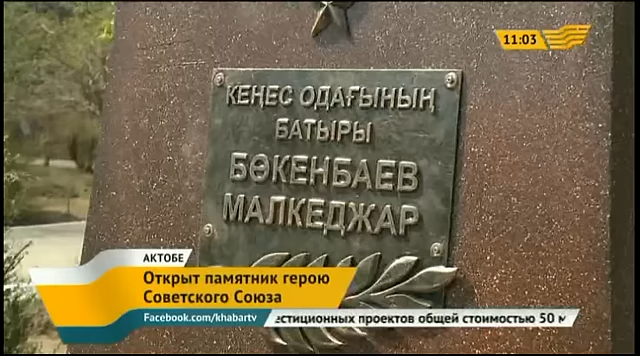 11:03
КЕҢЕС ОДАҒЫНЫҢ
БАТЫРЫ
БӨКЕНБАЕВ
МАЛКЕДЖАР
АКТОБЕ
Открыт памятник герою
Советского Союза
Facebook.com/khabartv
естиционных проектов общей стоимостью 50 м